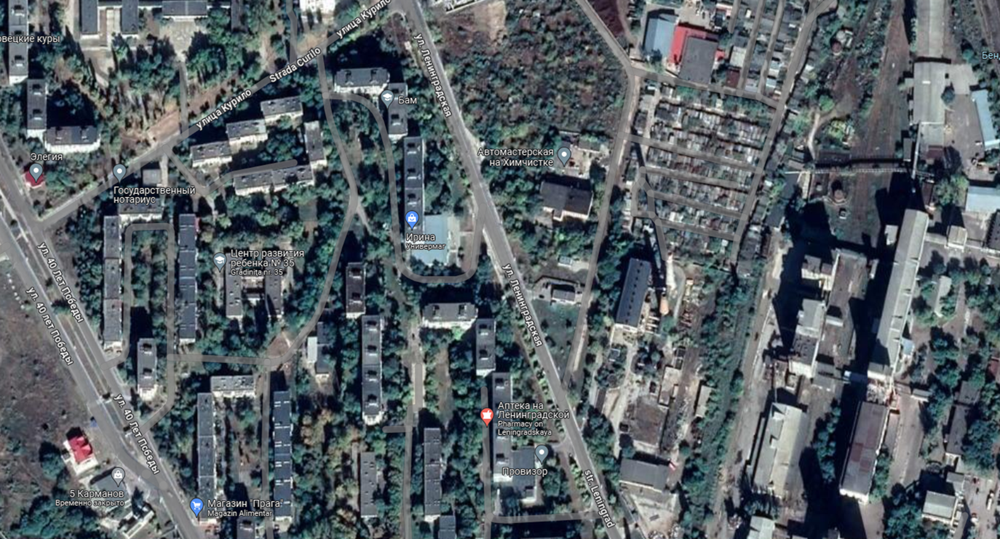 овецкие куры
улица Курило
Strada Curilo
улица Курило
ул. Ленинградская
Бен
Бам
Элегия
Автомастерская
на Химчистке
Государственный
нотариус
Ирина
Универмаг
Центр развития
ребенка № 35
Grădinița nr. 35
ул. 40 Лет Победы
ул. 40 лет Победы
ул. Ленинградская
ул. 40 Лет Победы
Аптека на
Ленинградской
Pharmacy on
Leningradskaya
Провизор
str. Leningrad
5 Карманов
Временно закрыто
Магазин "Прага"
Magazin Alimentar